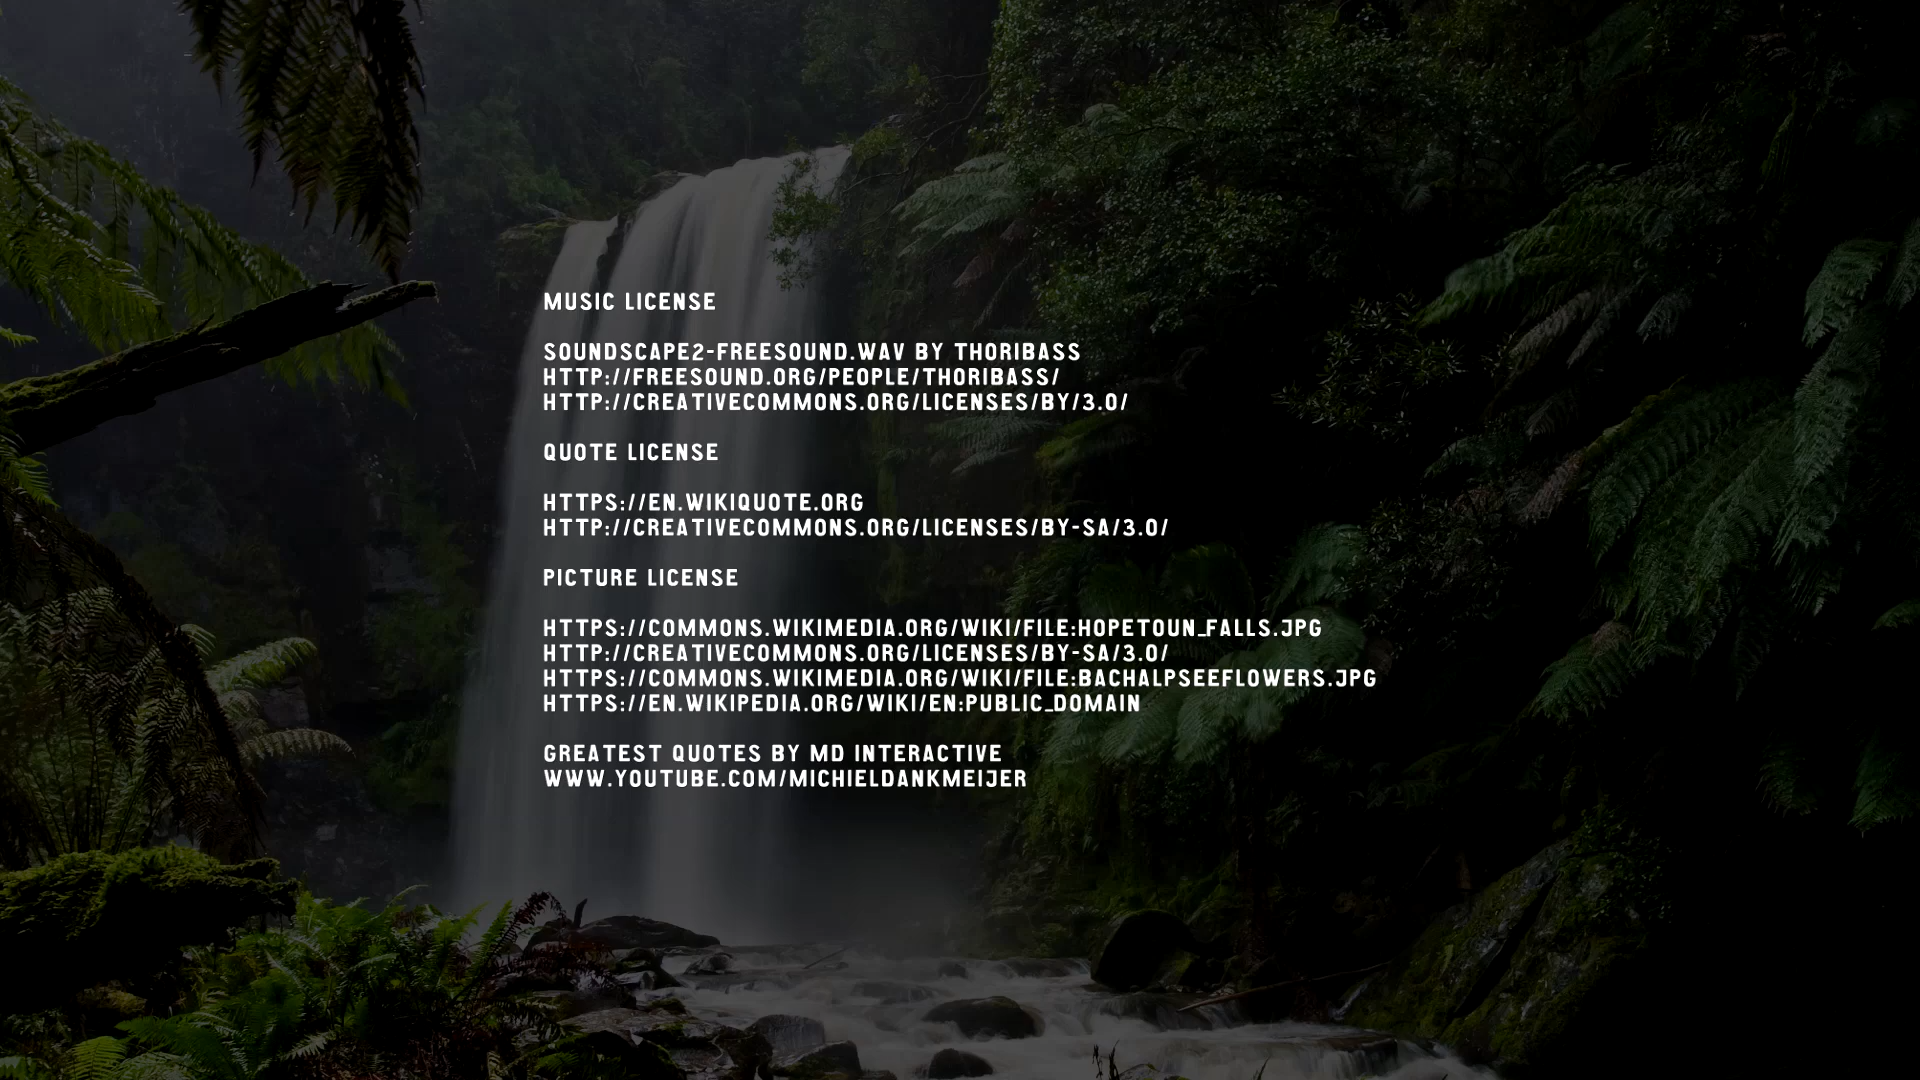 MUSIC LICENSE
SOUNDSCAPE2-FREESOUND.WAV BY THORIBASS
HTTP://FREESOUND.ORG/PEOPLE/THORIBASS/
HTTP://CREATIVECOMMONS.ORG/LICENSES/BY/3.0/
QUOTE LICENSE
HTTPS://EN.WIKIQUOTE.ORG
HTTP://CREATIVECOMMONS.ORG/LICENSES/BY-SA/3.0/
PICTURE LICENSE
HTTPS://COMMONS.WIKIMEDIA.ORG/WIKI/FILE:HOPETOUN_FALLS.JPG
HTTP://CREATIVECOMMONS.ORG/LICENSES/BY-SA/3.0/
HTTPS://COMMONS.WIKIMEDIA.ORG/WIKI/FILE:BACHALPSEEFLOWERS.JPG
HTTPS://EN.WIKIPEDIA.ORG/WIKI/EN:PUBLIC_DOMAIN
GREATEST QUOTES BY MD INTERACTIVE
WWW.YOUTUBE.COM/MICHIELDANKMEIJER